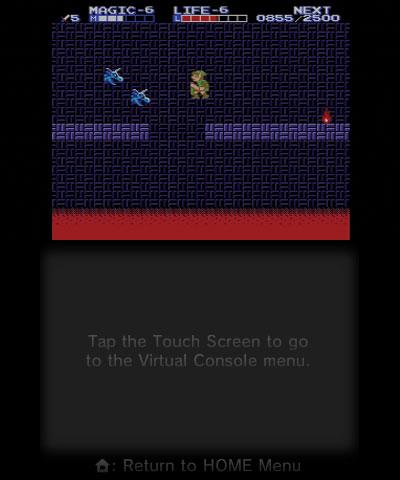 MAGIC-6 LIFE-6 NEXT
/5 M L 0855/2500
Tap the Touch Screen to go
to the Virtual Console menu.
: Return to HOME Menu